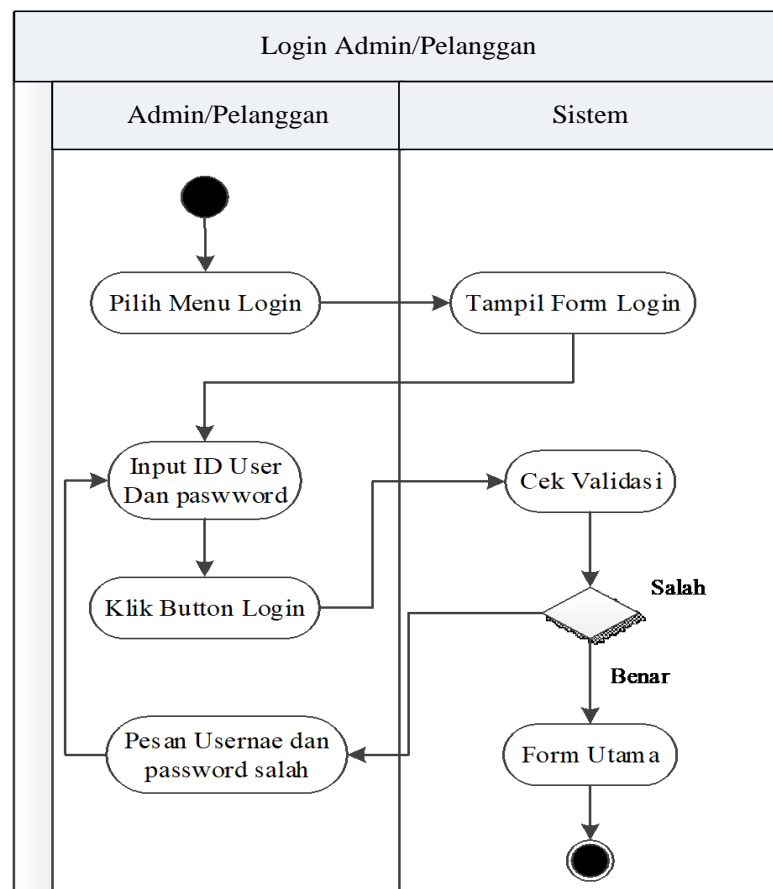 Login Admin/Pelanggan
Admin/Pelanggan
Sistem
Pilih Menu Login
Tampil Form Login
Input ID User
Dan paswword
Cek Validasi
Klik Button Login
Salah
Benar
Pesan Usernae dan
password salah
Form Utama